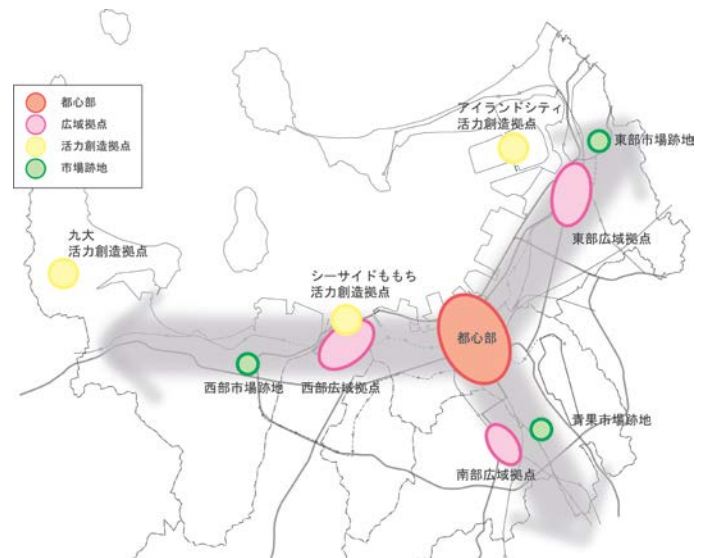 都心部
広域拠点
活力創造拠点
市場跡地
アイランドシティ
活力創造拠点
東部市場跡地
東部広域拠点
九大
活力創造拠点
シーサイドももち
活力創造拠点
都心部
西部市場跡地
西部広域拠点
青果市場跡地
南部広域拠点